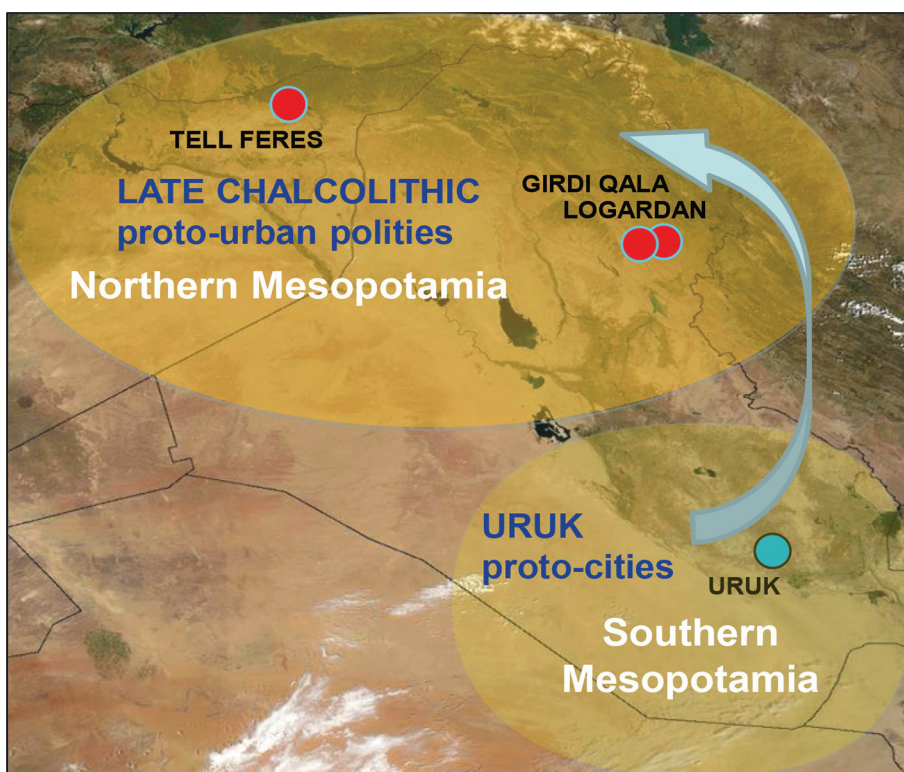 TELL FERES
LATE CHALCOLITHIC
proto-urban polities
Northern Mesopotamia
GIRDI QALA
LOGARDAN
URUK
proto-cities
URUK
Southern
Mesopotamia